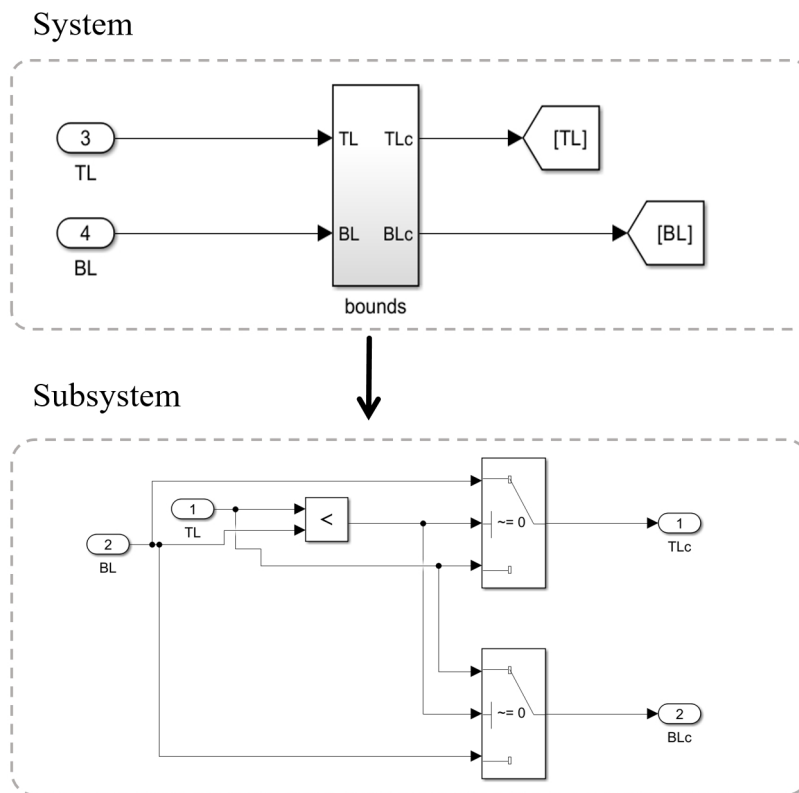 System
3
TL
TL
TLc
[TL]
4
BL
BL
BLc
[BL]
bounds
Subsystem
1
TL
<
2
BL
~= 0
1
TLc
~= 0
2
BLc